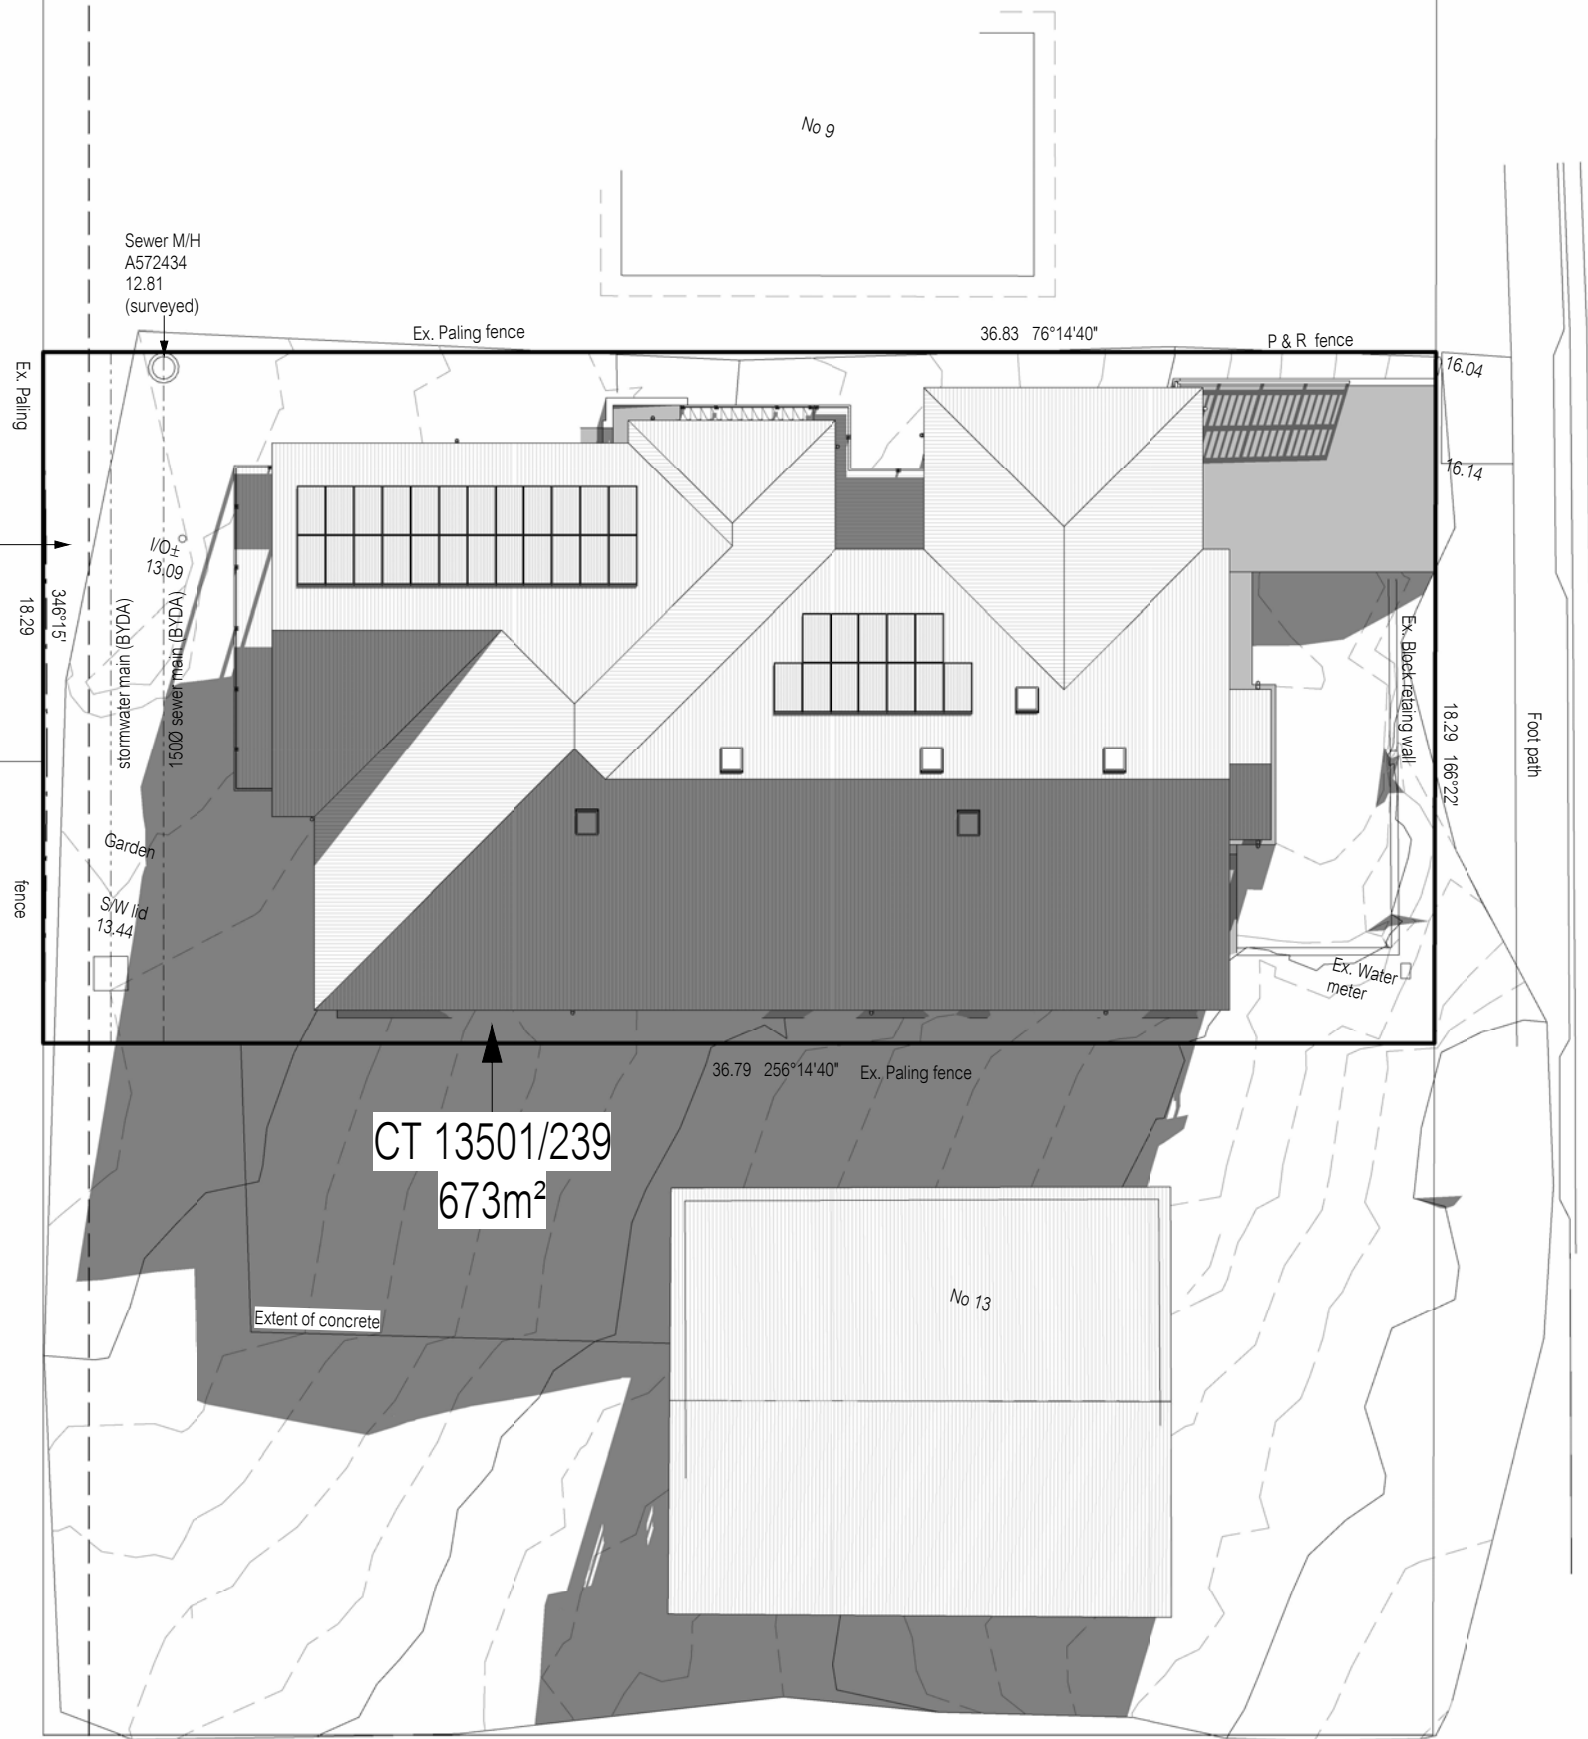 No 9
Sewer M/H
A572434
12.81
(surveyed)
Ex. Paling fence
36.83 76°14'40"
P & R fence
16.04
16.14
Ex. Paling
fence
346°15'
18.29
I/O±
13.09
stormwater main (BYDA)
150Ø sewer main (BYDA)
Garden
S/W lid
13.44
Ex. Block retaing wall
18.29 166°22'
Foot path
Ex. Water
meter
36.79 256°14'40"
Ex. Paling fence
CT 13501/239
673m²
Extent of concrete
No 13